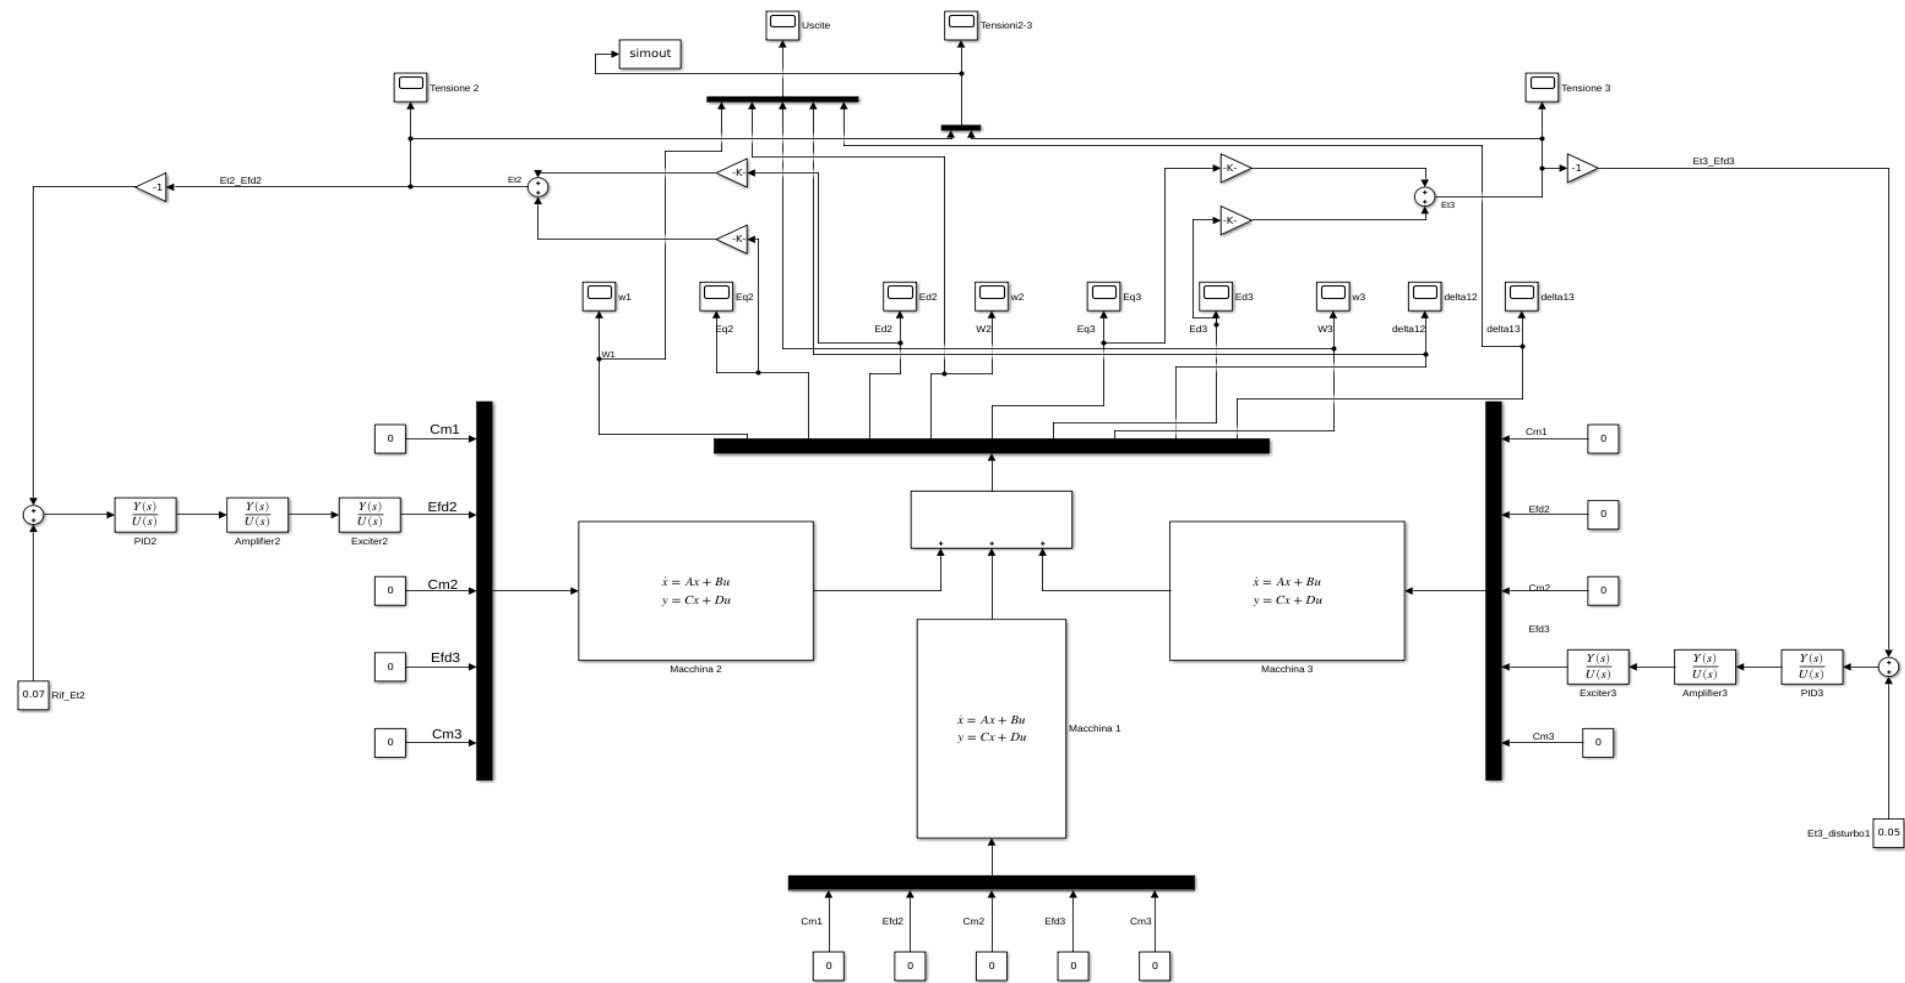 Uscite
Tensioni2-3
simout
Tensione 2
Tensione 3
-1
Et2_Efd2
Et2
-K-
-K-
-K-
-K-
Et3
-1
Et3_Efd3
w1
Eq2
Ed2
w2
Eq3
Ed3
w3
delta12
delta13
W1
Eq2
Ed2
W2
Eq3
Ed3
W3
delta12
delta13
0
Cm1
Cm1
0
Y(s)
U(s)
PID2
Y(s)
U(s)
Amplifier2
Y(s)
U(s)
Exciter2
Efd2
Efd2
0
0
Cm2
Cm2
0
ẋ = Ax + Bu
y = Cx + Du
Macchina 2
ẋ = Ax + Bu
y = Cx + Du
Macchina 3
0
Efd3
Efd3
Y(s)
U(s)
Exciter3
Y(s)
U(s)
Amplifier3
Y(s)
U(s)
PID3
0.07
Rif_Et2
0
Cm3
ẋ = Ax + Bu
y = Cx + Du
Macchina 1
Cm3
0
Et3_disturbo1
0.05
Cm1
Efd2
Cm2
Efd3
Cm3
0
0
0
0
0